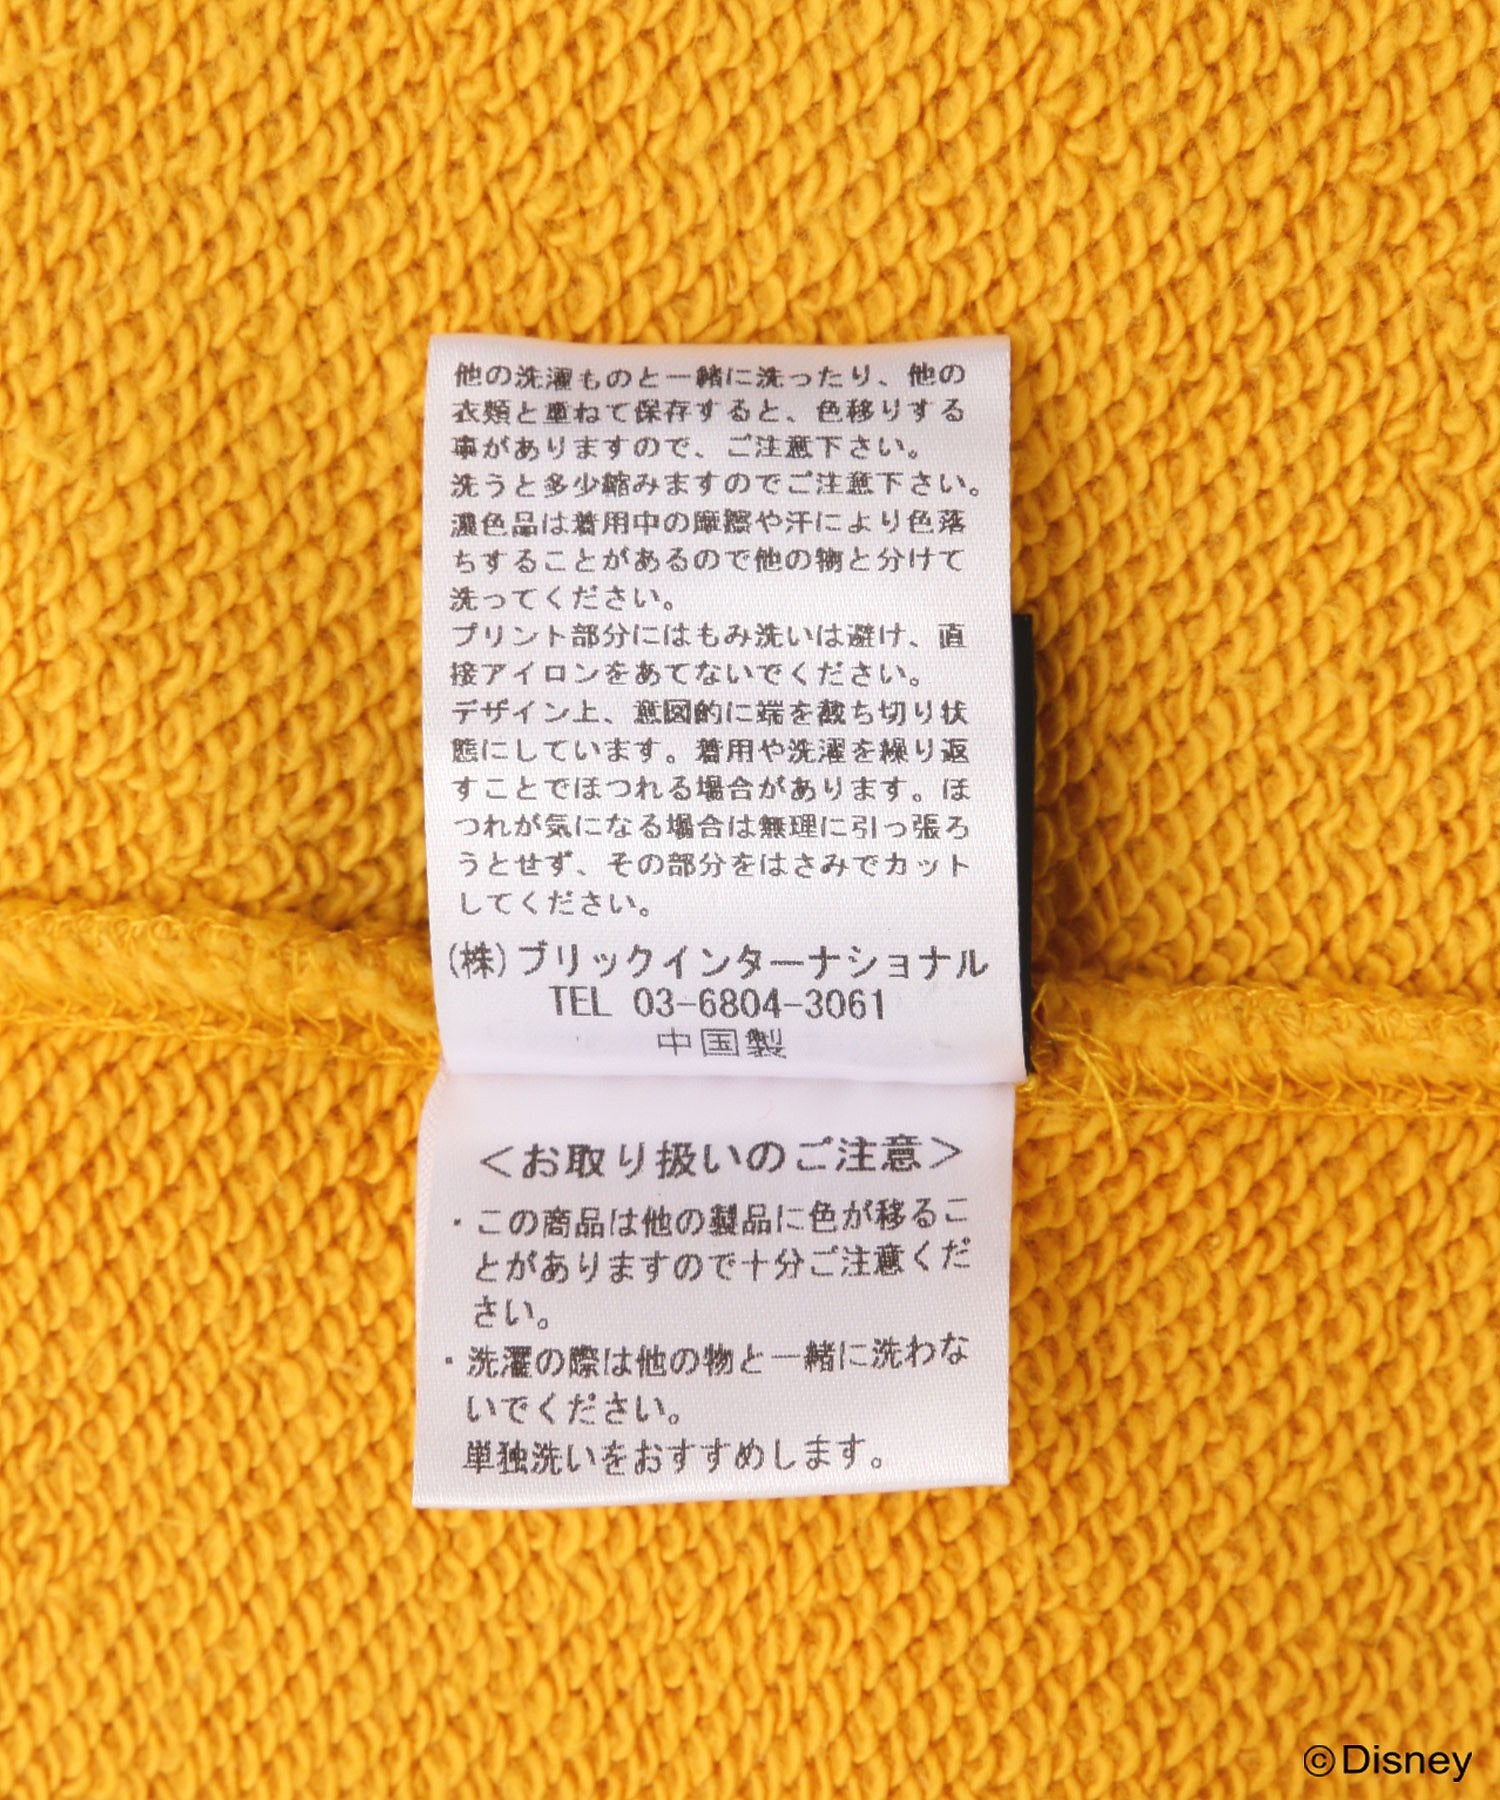 他の洗濯ものと一緒に洗ったり、他の
衣類と重ねて保存すると、色移りする
事がありますので、ご注意下さい。
洗うと多少縮みますのでご注意下さい。
濃色品は着用中の摩擦や汗により色落
ちすることがあるので他の物と分けて
洗ってください。
プリント部分にはもみ洗いは避け、直
接アイロンをあてないでください。
デザイン上、意図的に端を裁ち切り状
態にしています。着用や洗濯を繰り返
すことでほつれる場合があります。ほ
つれが気になる場合は無理に引っ張ろ
うとせず、その部分をはさみでカット
してください。
(株)ブリックインターナショナル
TEL 03-6804-3061
中国製
<お取り扱いのご注意>
・この商品は他の製品に色が移るこ
とがありますので十分ご注意くだ
さい。
・洗濯の際は他の物と一緒に洗わな
いでください。
単独洗いをおすすめします。
©Disney